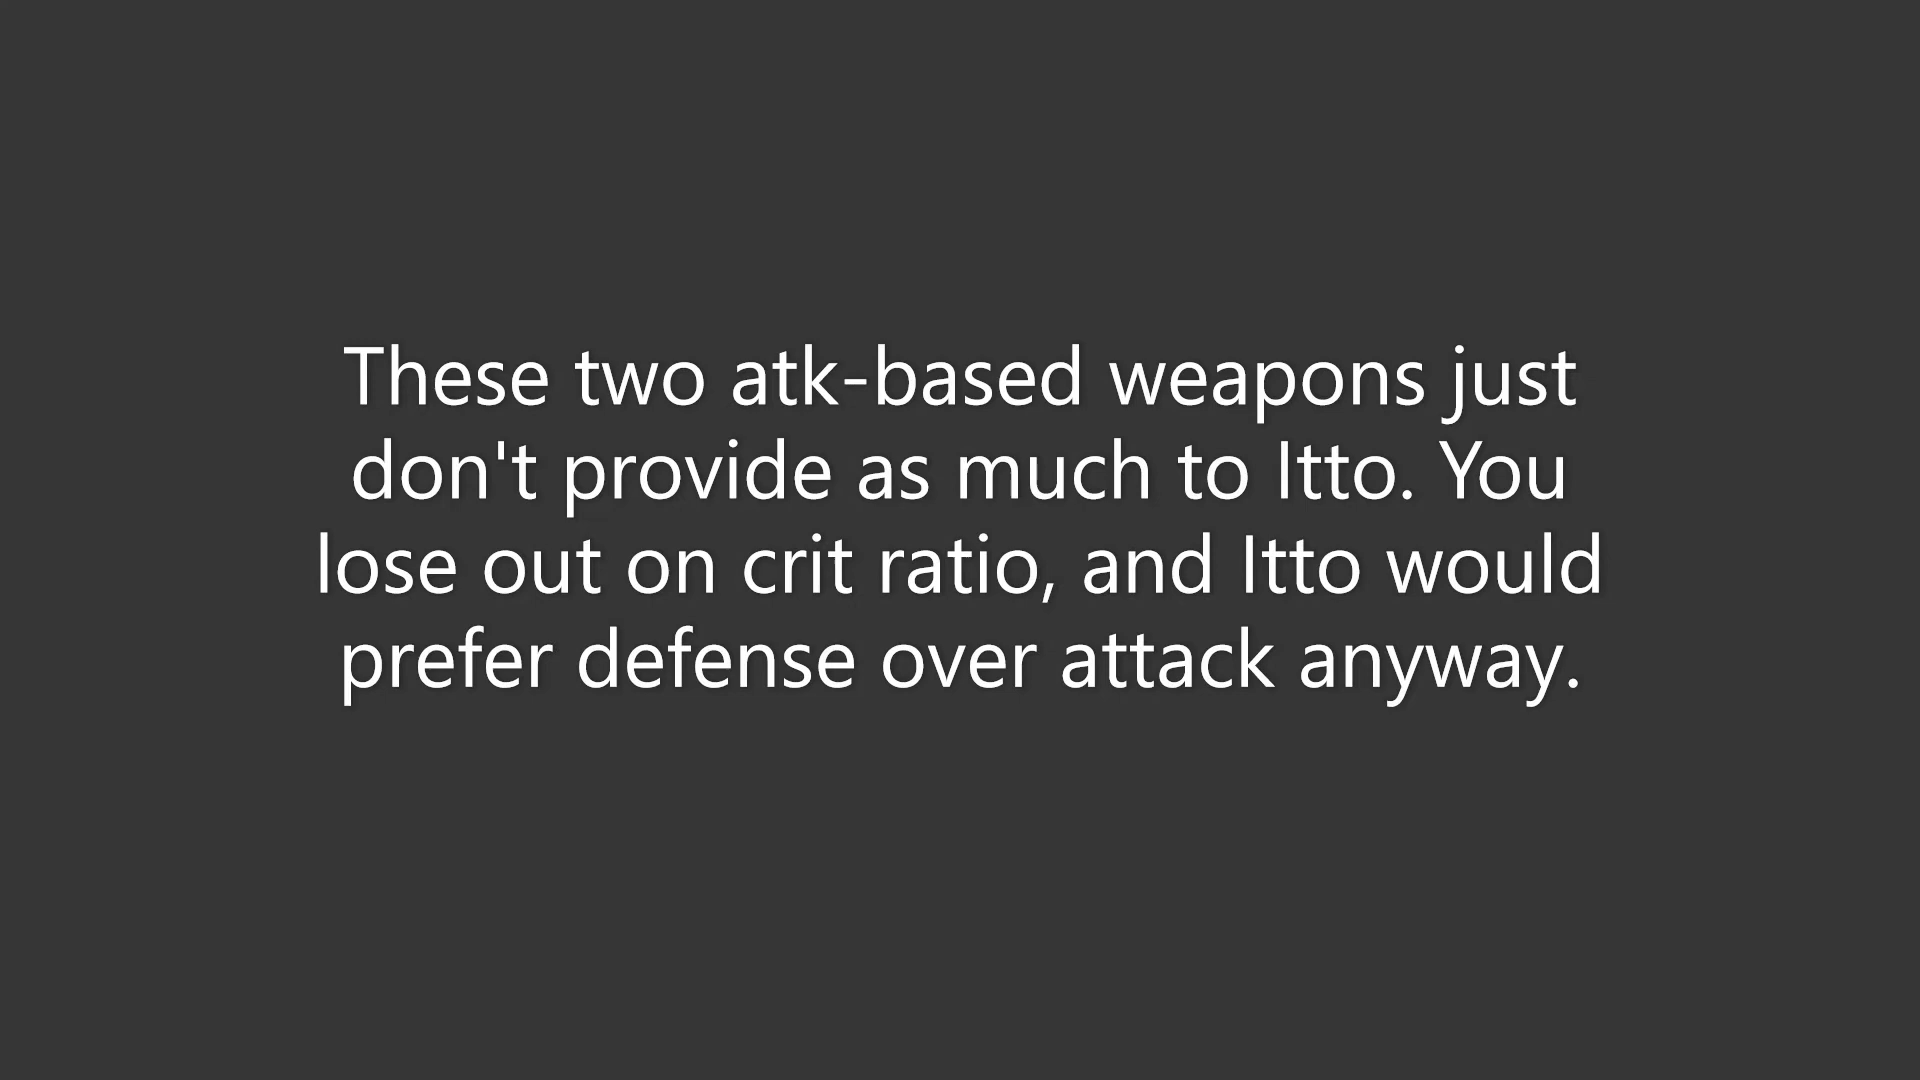 These two atk-based weapons just
don't provide as much to Itto. You
lose out on crit ratio, and Itto would
prefer defense over attack anyway.